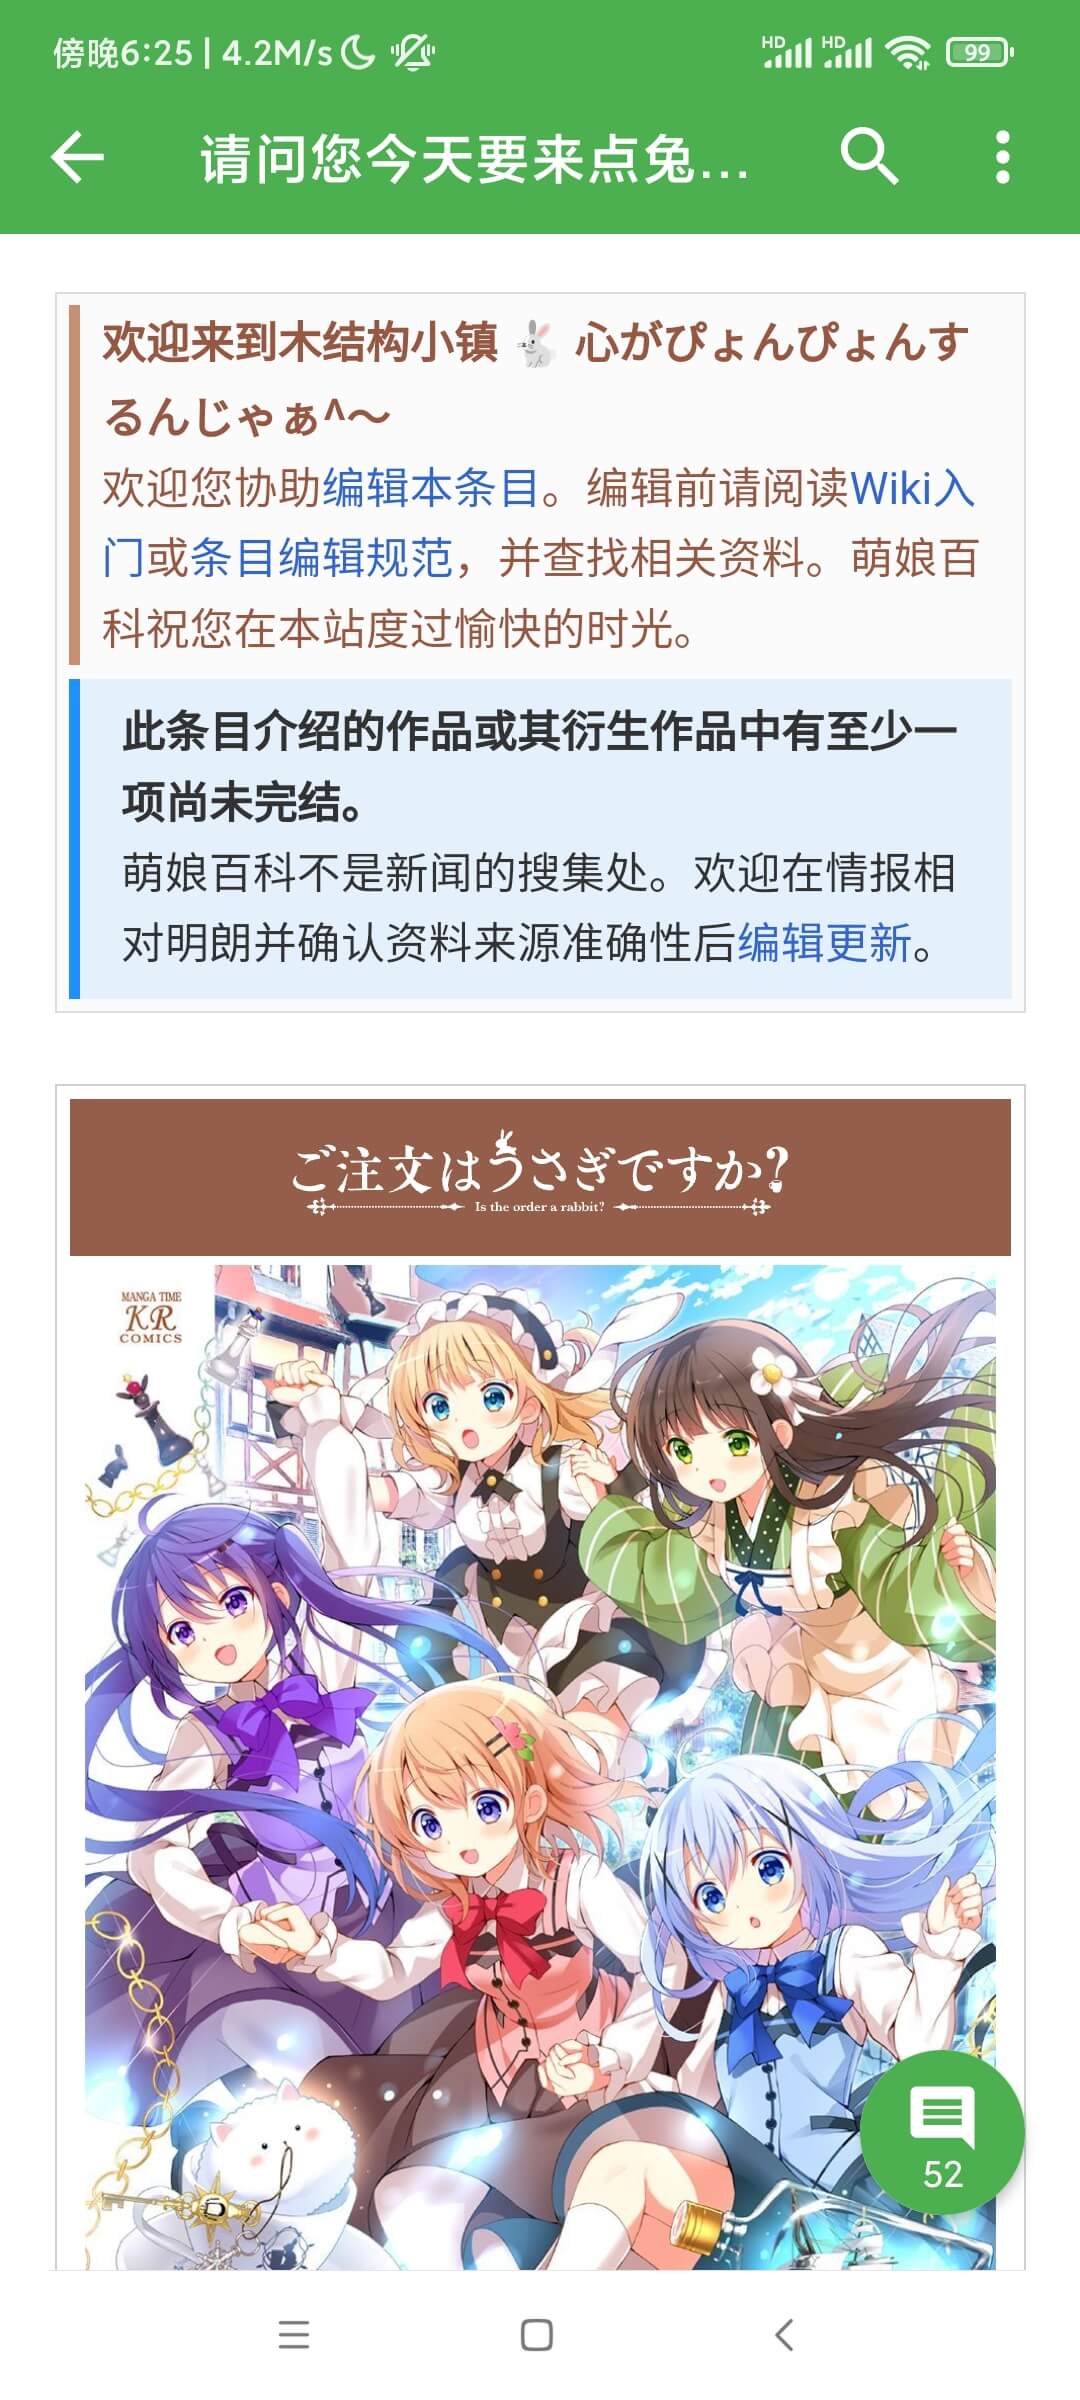 傍晚6:25 | 4.2M/s
HD HD 99
请问您今天要来点兔...
欢迎来到木结构小镇🐇 心がぴょんぴょんす
るんじゃぁ^～
欢迎您协助编辑本条目。编辑前请阅读Wiki入
门或条目编辑规范，并查找相关资料。萌娘百
科祝您在本站度过愉快的时光。
此条目介绍的作品或其衍生作品中有至少一
项尚未完结。
萌娘百科不是新闻的搜集处。欢迎在情报相
对明朗并确认资料来源准确性后编辑更新。
ご注文はうさぎですか?
Is the order a rabbit?
MANGA TIME
KR
COMICS
52